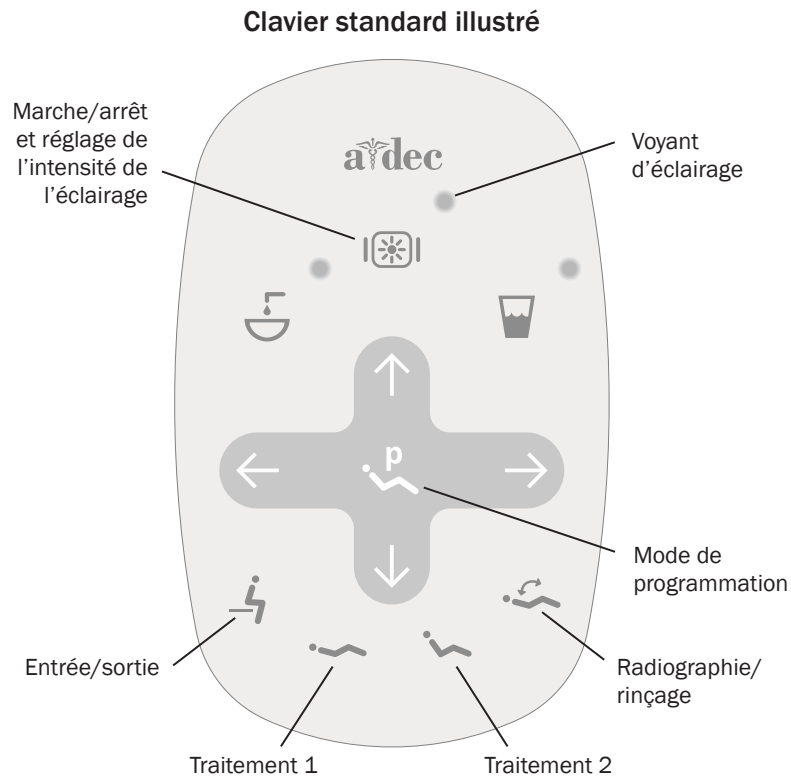 Clavier standard illustré
Marche/arrêt
et réglage de
l'intensité de
l'éclairage
a dec
Voyant
d'éclairage
p
Mode de
programmation
Entrée/sortie
Radiographie/
rinçage
Traitement 1
Traitement 2